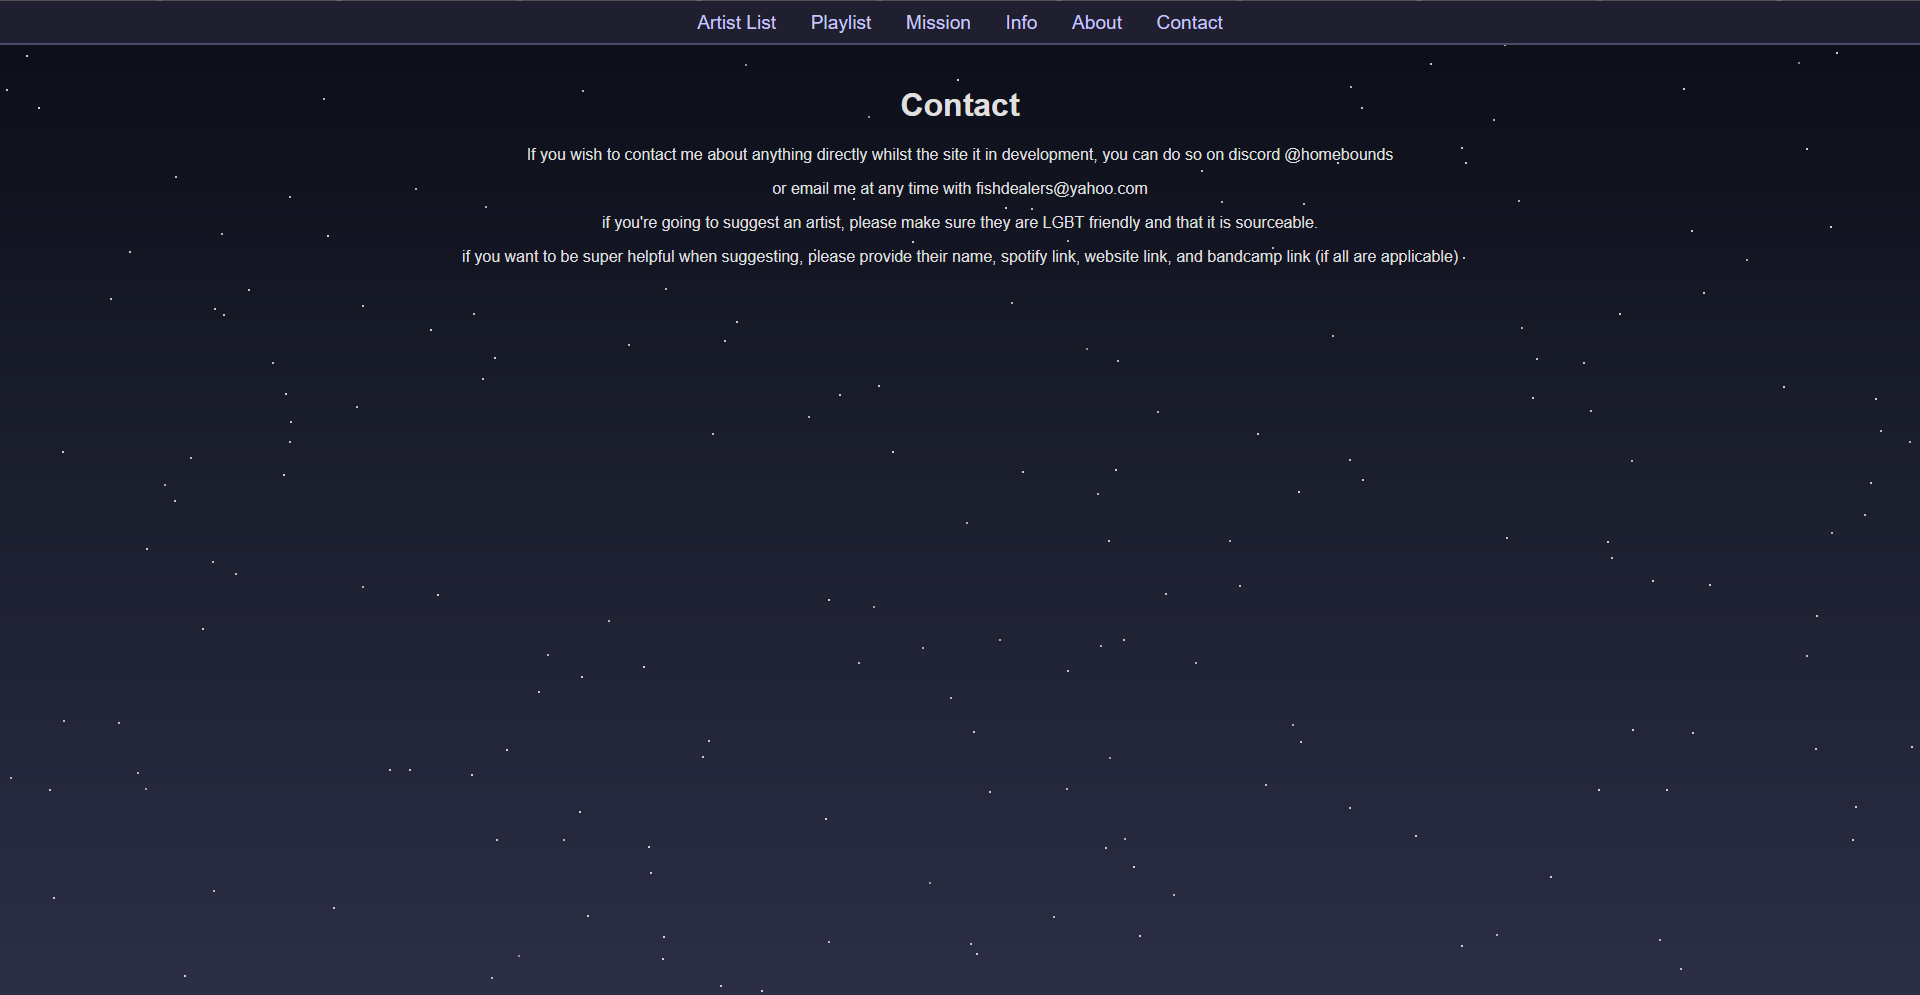 Artist List Playlist Mission Info About Contact
Contact
If you wish to contact me about anything directly whilst the site it in development, you can do so on discord @homebounds
or email me at any time with fishdealers@yahoo.com
if you're going to suggest an artist, please make sure they are LGBT friendly and that it is sourceable.
if you want to be super helpful when suggesting, please provide their name, spotify link, website link, and bandcamp link (if all are applicable)